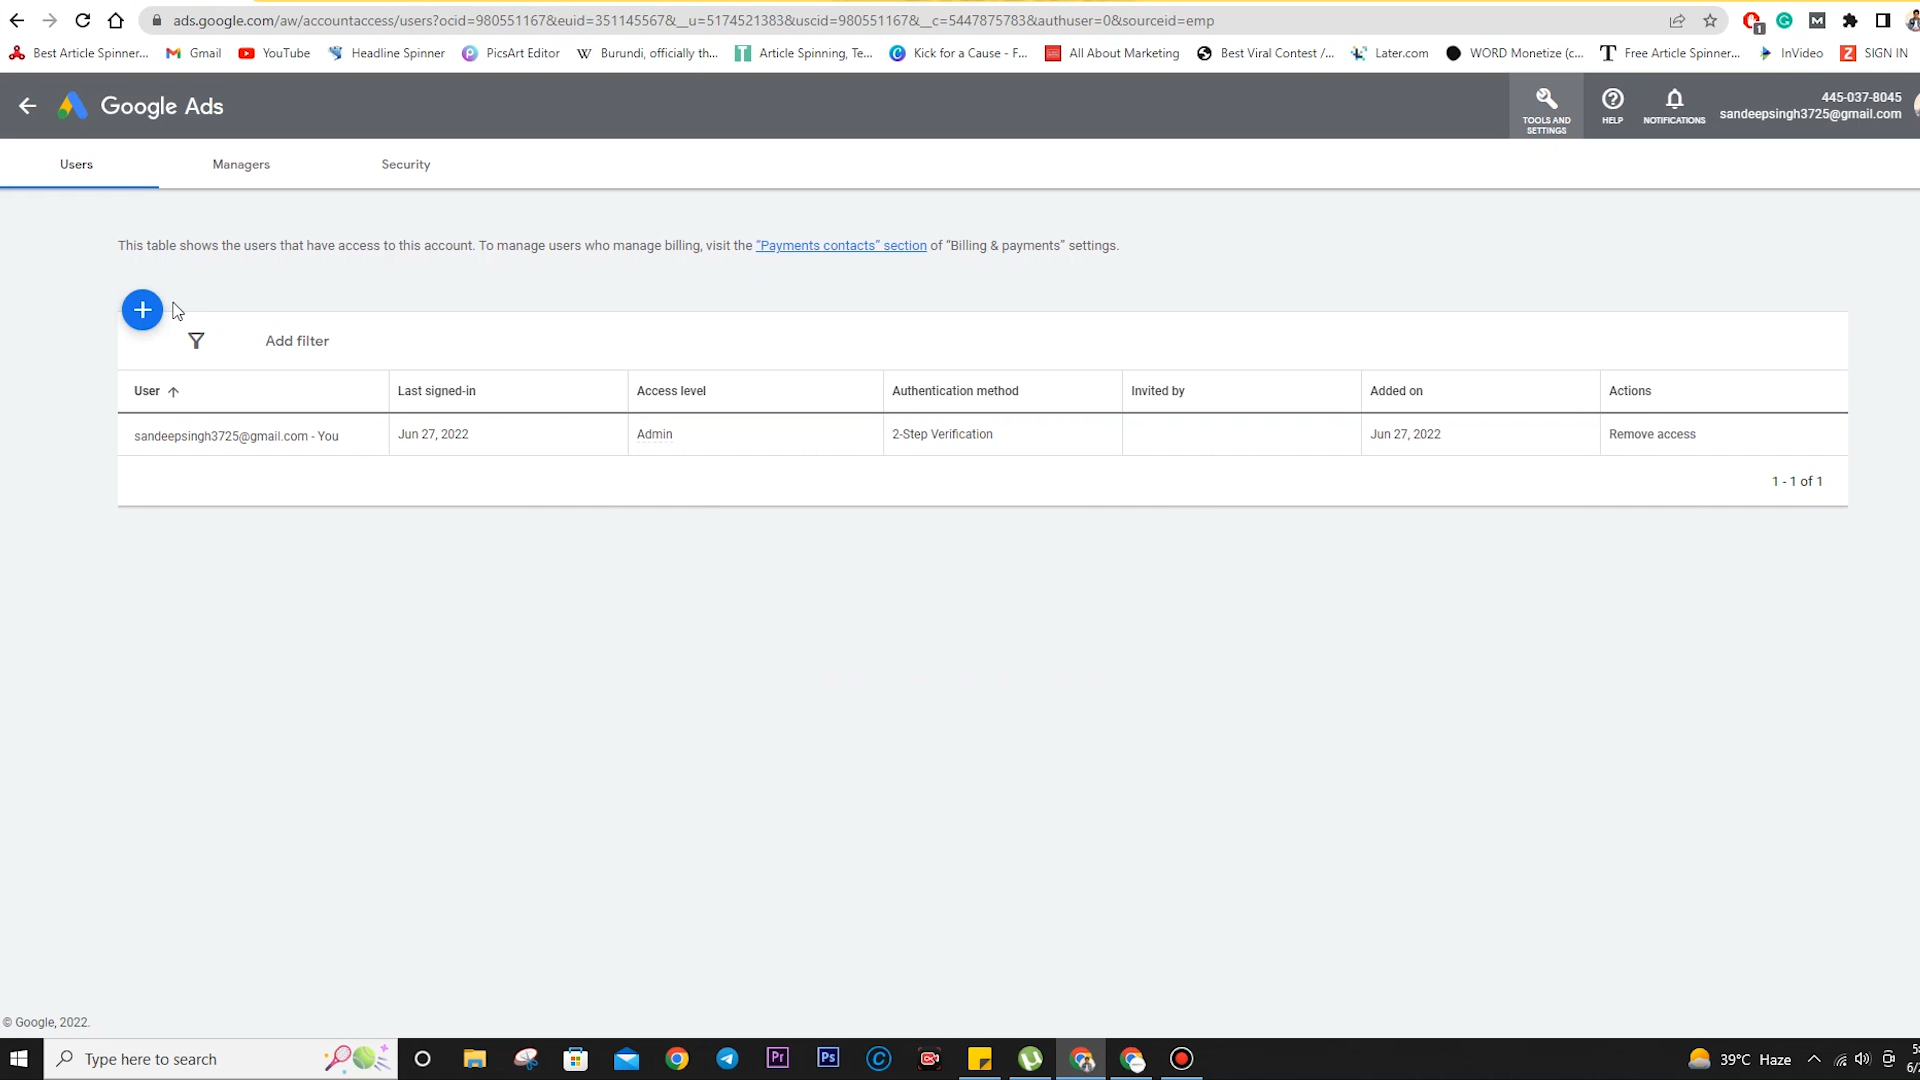 ads.google.com/aw/accountaccess/users?ocid=980551167&euid=351145567&__u=5174521383&uscid=980551167&__c=5447875783&authuser=0&sourceid=emp
1
Best Article Spinner... Gmail YouTube Headline Spinner PicsArt Editor Burundi, officially th... Article Spinning, Te... Kick for a Cause - F... All About Marketing Best Viral Contest /... Later.com WORD Monetize (c... Free Article Spinner... InVideo SIGN IN
Google Ads
TOOLS AND SETTINGS
HELP
NOTIFICATIONS
445-037-8045
sandeepsingh3725@gmail.com
Users Managers Security
This table shows the users that have access to this account. To manage users who manage billing, visit the “Payments contacts” section of “Billing & payments” settings.
Add filter
User Last signed-in Access level Authentication method Invited by Added on Actions
sandeepsingh3725@gmail.com - You Jun 27, 2022 Admin 2-Step Verification Jun 27, 2022 Remove access
1 - 1 of 1
© Google, 2022.
Type here to search
Pr
Ps
39°C Haze